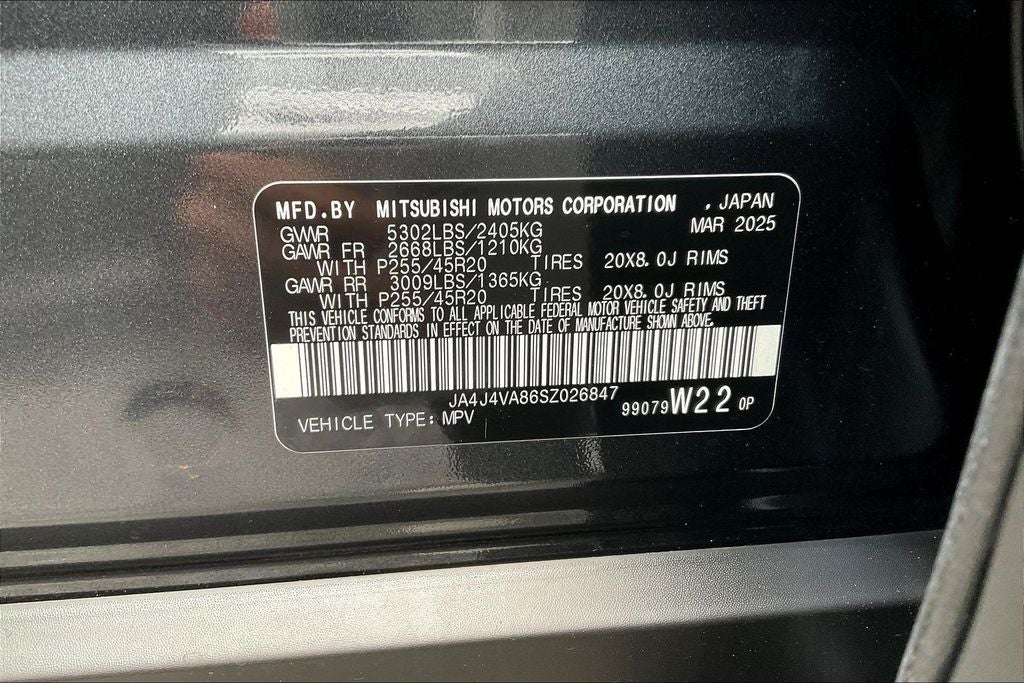 MFD.BY MITSUBISHI MOTORS CORPORATION , JAPAN
GVWR 5302LBS/2405KG MAR 2025
GAWR FR 2668LBS/1210KG
WITH P255/45R20 TIRES 20X8.0J RIMS
GAWR RR 3009LBS/1365KG
WITH P255/45R20 TIRES 20X8.0J RIMS
THIS VEHICLE CONFORMS TO ALL APPLICABLE FEDERAL MOTOR VEHICLE SAFETY AND THEFT
PREVENTION STANDARDS IN EFFECT ON THE DATE OF MANUFACTURE SHOWN ABOVE.
JA4J4VA86SZ026847
VEHICLE TYPE: MPV 99079 W22 0P